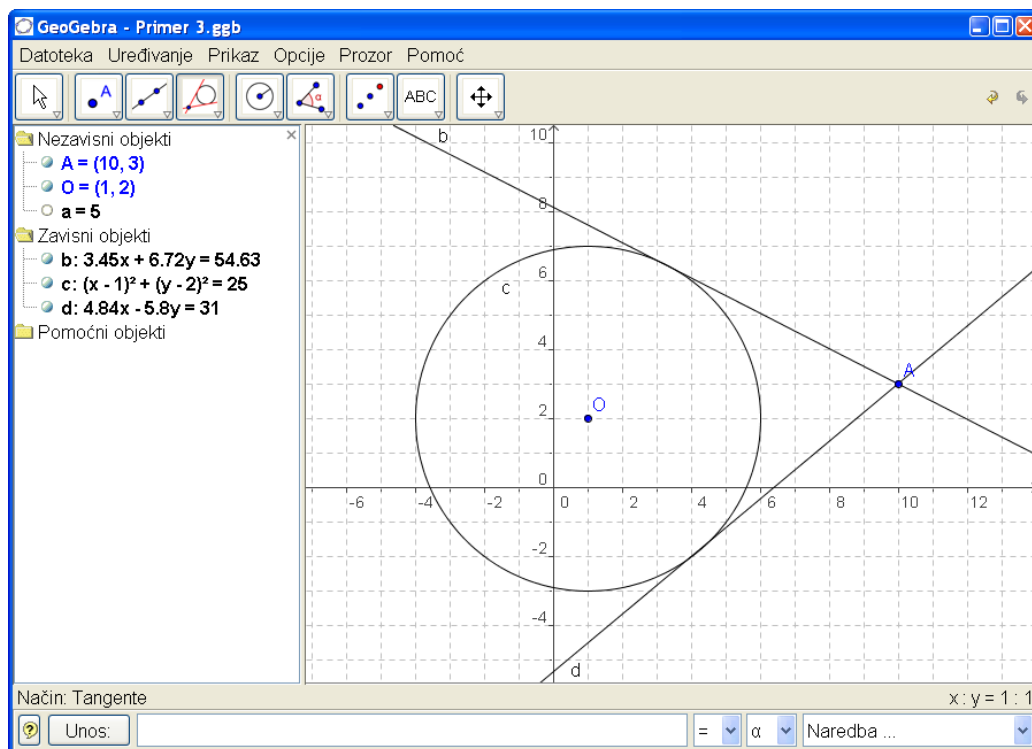 GeoGebra - Primer 3.ggb
Datoteka Uređivanje Prikaz Opcije Prozor Pomoć
A α ABC
Nezavisni objekti
A = (10, 3)
O = (1, 2)
a = 5
Zavisni objekti
b: 3.45x + 6.72y = 54.63
c: (x - 1)² + (y - 2)² = 25
d: 4.84x - 5.8y = 31
Pomoćni objekti
b
10
8
6
c
4
A
O
2
0
-6 -4 -2 0 2 4 6 8 10 12
-2
-4
d
Način: Tangente
x : y = 1 : 1
Unos: = α Naredba ...